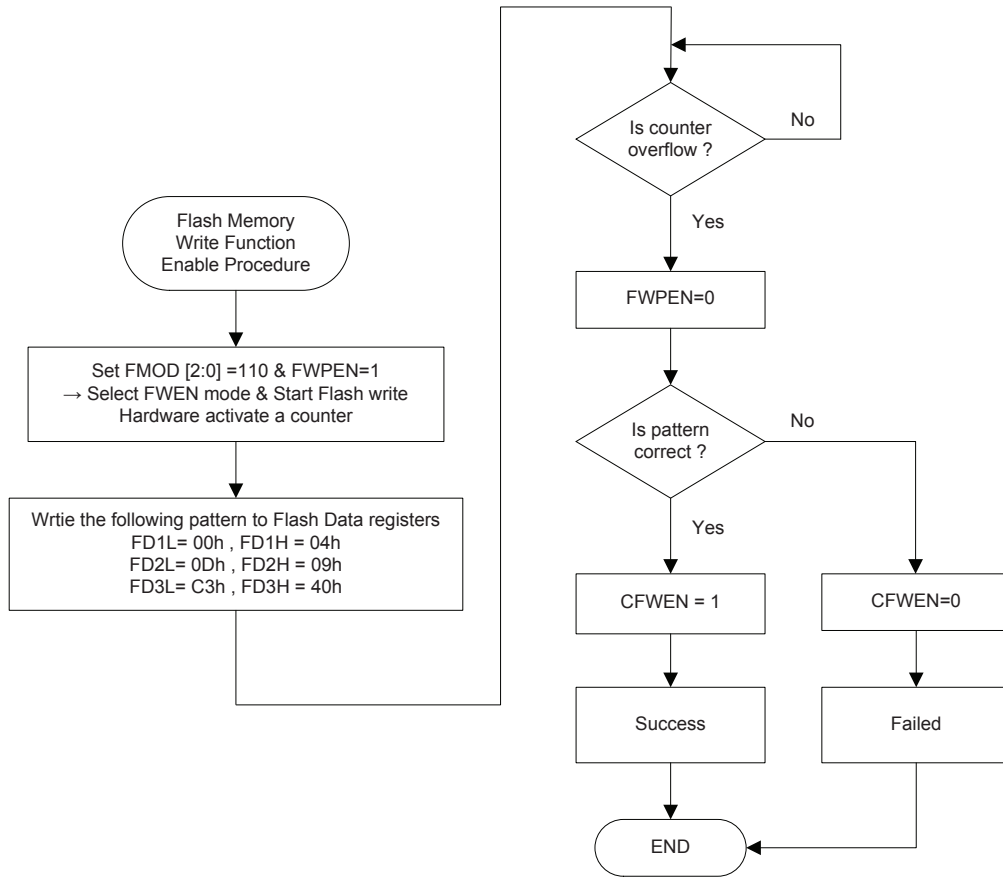 Flash Memory
Write Function
Enable Procedure
Set FMOD [2:0] =110 & FWPEN=1
→ Select FWEN mode & Start Flash write
Hardware activate a counter
Wrtie the following pattern to Flash Data registers
FD1L= 00h , FD1H = 04h
FD2L= 0Dh , FD2H = 09h
FD3L= C3h , FD3H = 40h
Is counter
overflow ?
No
Yes
FWPEN=0
Is pattern
correct ?
No
Yes
CFWEN = 1
CFWEN=0
Success
Failed
END